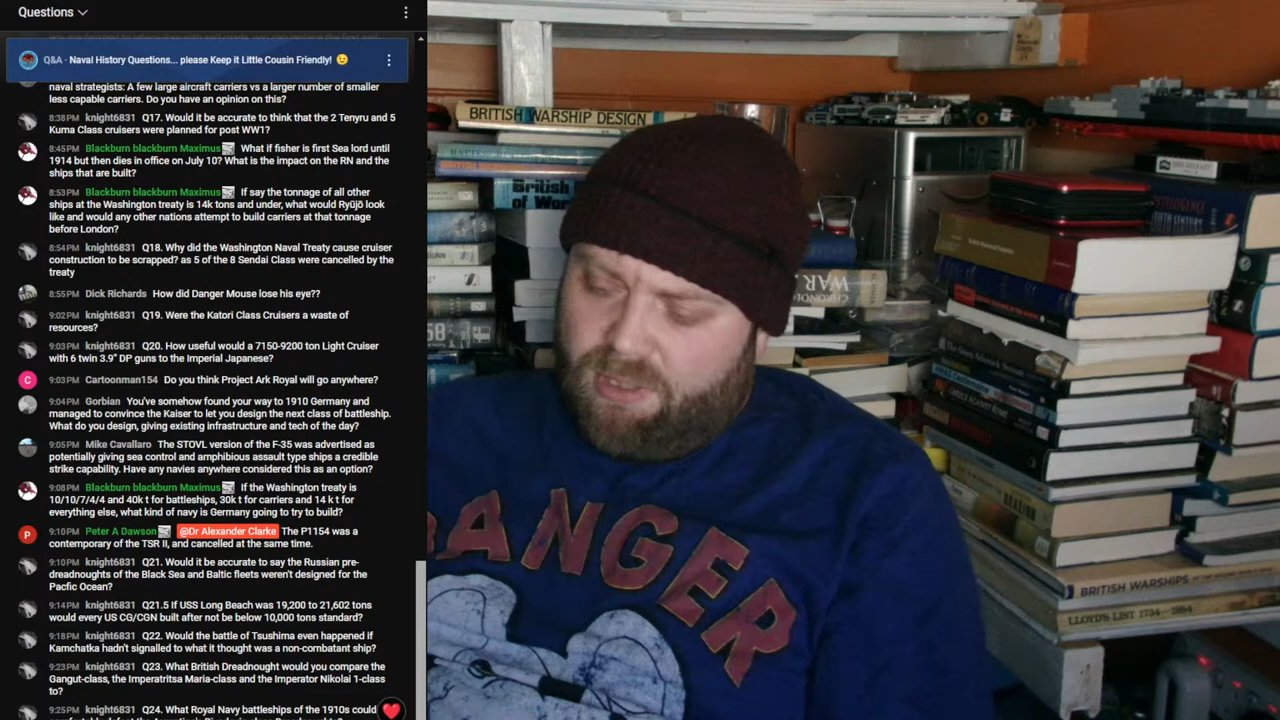 Questions
Q&A · Naval History Questions... please Keep it Little Cousin Friendly! 😉
naval strategists: A few large aircraft carriers vs a larger number of smaller
less capable carriers. Do you have an opinion on this?
8:38PM knight6831 Q17. Would it be accurate to think that the 2 Tenyru and 5
Kuma Class cruisers were planned for post WW1?
8:45PM Blackburn blackburn Maximus What if fisher is first Sea lord until
1914 but then dies in office on July 10? What is the impact on the RN and the
ships that are built?
8:53PM Blackburn blackburn Maximus If say the tonnage of all other
ships at the Washington treaty is 14k tons and under, what would Ryūjō look
like and would any other nations attempt to build carriers at that tonnage
before London?
8:54PM knight6831 Q18. Why did the Washington Naval Treaty cause cruiser
construction to be scrapped? as 5 of the 8 Sendai Class were cancelled by the
treaty
8:55PM Dick Richards How did Danger Mouse lose his eye??
9:02PM knight6831 Q19. Were the Katori Class Cruisers a waste of
resources?
9:03PM knight6831 Q20. How useful would a 7150-9200 ton Light Cruiser
with 6 twin 3.9" DP guns to the Imperial Japanese?
C
9:03PM Cartoonman154 Do you think Project Ark Royal will go anywhere?
9:04PM Gorbian You've somehow found your way to 1910 Germany and
managed to convince the Kaiser to let you design the next class of battleship.
What do you design, giving existing infrastructure and tech of the day?
9:05PM Mike Cavallaro The STOVL version of the F-35 was advertised as
potentially giving sea control and amphibious assault type ships a credible
strike capability. Have any navies anywhere considered this as an option?
9:08PM Blackburn blackburn Maximus If the Washington treaty is
10/10/7/4/4 and 40k t for battleships, 30k t for carriers and 14 k t for
everything else, what kind of navy is Germany going to try to build?
P
9:10PM Peter A Dawson @Dr Alexander Clarke The P1154 was a
contemporary of the TSR II, and cancelled at the same time.
9:10PM knight6831 Q21. Would it be accurate to say the Russian pre-
dreadnoughts of the Black Sea and Baltic fleets weren't designed for the
Pacfic Ocean?
9:14PM knight6831 Q21.5 If USS Long Beach was 19,200 to 21,602 tons
would every US CG/CGN built after not be below 10,000 tons standard?
9:18PM knight6831 Q22. Would the battle of Tsushima even happened if
Kamchatka hadn't signalled to what it thought was a non-combatant ship?
9:23PM knight6831 Q23. What British Dreadnought would you compare the
Gangut-class, the Imperatritsa Maria-class and the Imperator Nikolai 1-class
to?
9:25PM knight6831 Q24. What Royal Navy battleships of the 1910s could
BRITISH WARSHIP DESIGN
British
of
WAR
DANGER
BRITISH WARSHIPS
LLOYD'S LIST 1734-1984